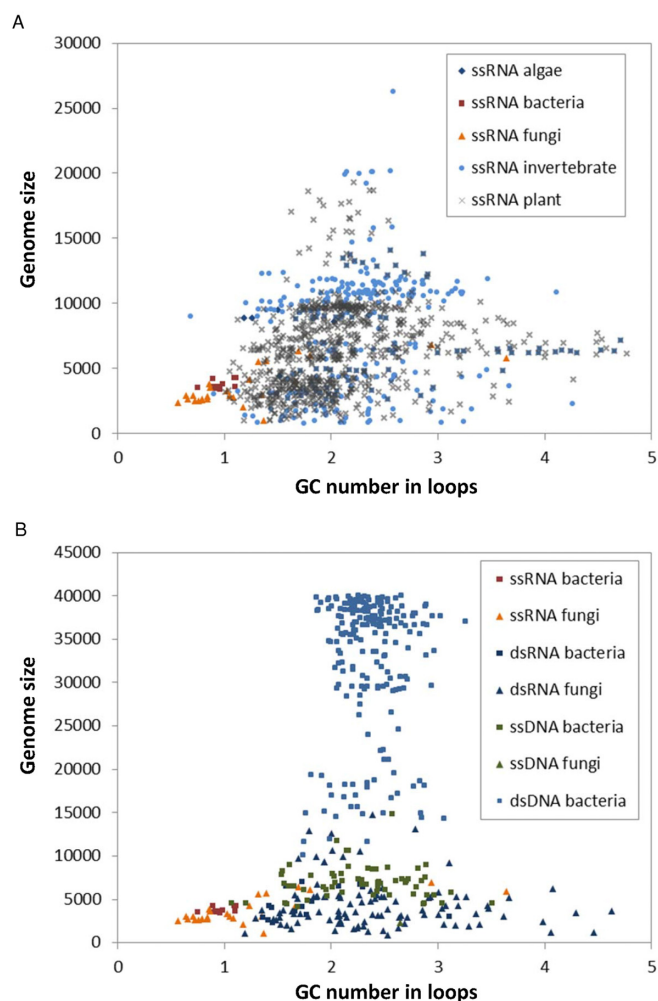 A
30000
25000
20000
15000
10000
5000
0
0 1 2 3 4 5
Genome size
GC number in loops
ssRNA algae
ssRNA bacteria
ssRNA fungi
ssRNA invertebrate
ssRNA plant
B
45000
40000
35000
30000
25000
20000
15000
10000
5000
0
0 1 2 3 4 5
Genome size
GC number in loops
ssRNA bacteria
ssRNA fungi
dsRNA bacteria
dsRNA fungi
ssDNA bacteria
ssDNA fungi
dsDNA bacteria